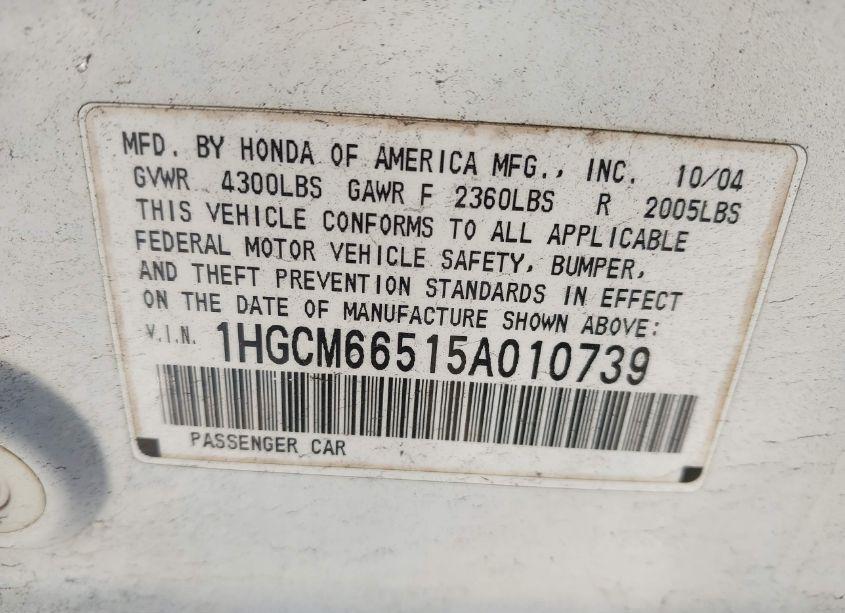 MFD. BY HONDA OF AMERICA MFG., INC. 10/04
GVWR 4300LBS GAWR F 2360LBS R 2005LBS
THIS VEHICLE CONFORMS TO ALL APPLICABLE
FEDERAL MOTOR VEHICLE SAFETY, BUMPER,
AND THEFT PREVENTION STANDARDS IN EFFECT
ON THE DATE OF MANUFACTURE SHOWN ABOVE:
V.I.N. 1HGCM66515A010739
PASSENGER CAR